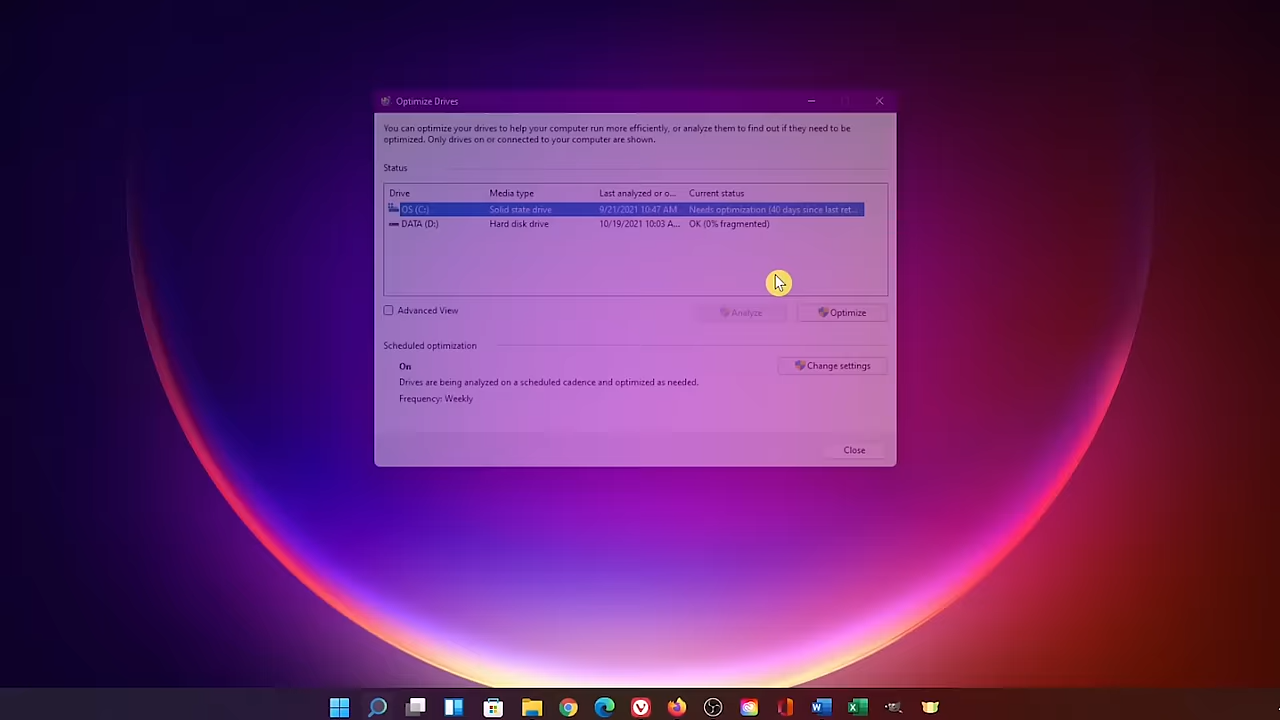 Optimize Drives
You can optimize your drives to help your computer run more efficiently, or analyze them to find out if they need to be
optimized. Only drives on or connected to your computer are shown.
Status
Drive Media type Last analyzed or o... Current status
OS (C:) Solid state drive 9/21/2021 10:47 AM Needs optimization (40 days since last ret...
DATA (D:) Hard disk drive 10/19/2021 10:03 A... OK (0% fragmented)
Advanced View
Analyze
Optimize
Scheduled optimization
On
Change settings
Drives are being analyzed on a scheduled cadence and optimized as needed.
Frequency: Weekly
Close